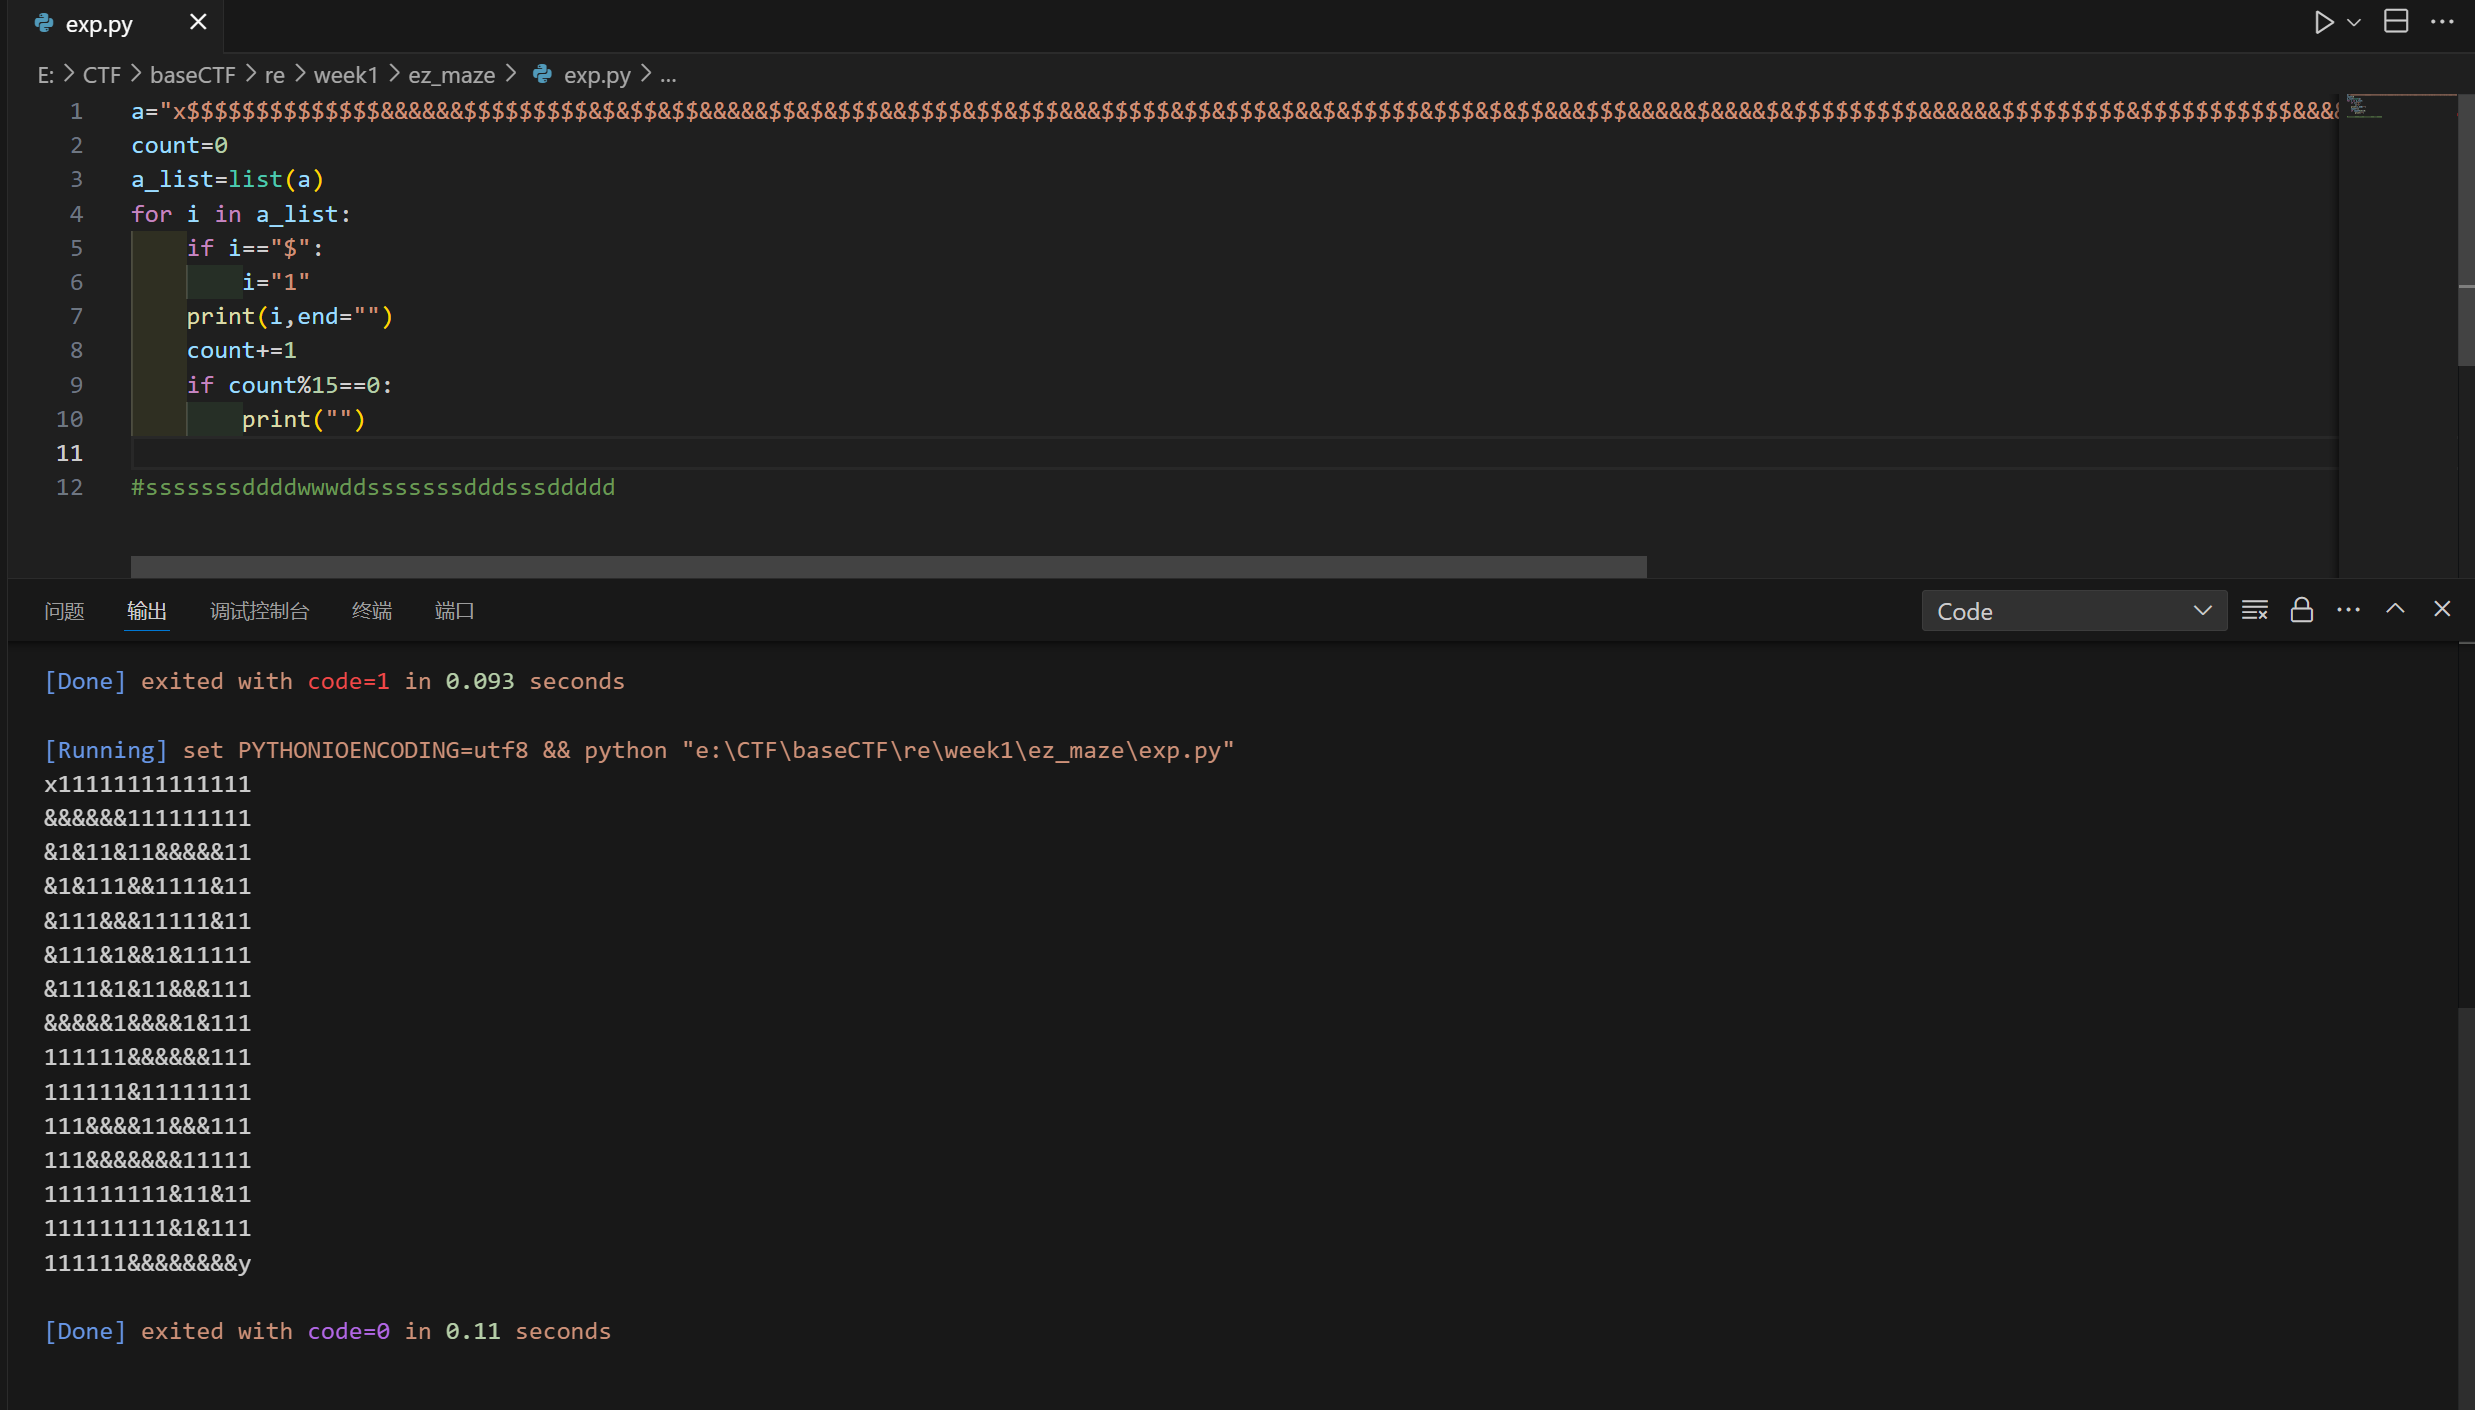 exp.py
E: > CTF > baseCTF > re > week1 > ez_maze > exp.py > ...
1 a="x$$$$$$$$$$$$$$&&&&&&$$$$$$$$$&$&$$&$$&&&&&$$&$&$$$&&$$$$&$$&$$$&&&$$$$$&$$&$$$&$&&$&$$$$$&$$$&$&$$&&&$$$&&&&&$&&&&$&$$$$$$$$$&&&&&&$$$$$$$$$&$$$$$$$$$$$&&&&
2 count=0
3 a_list=list(a)
4 for i in a_list:
5 if i=="$":
6 i="1"
7 print(i,end="")
8 count+=1
9 if count%15==0:
10 print("")
11
12 #sssssssddddwwwddsssssssdddsssddddd
问题 输出 调试控制台 终端 端口 Code
[Done] exited with code=1 in 0.093 seconds
[Running] set PYTHONIOENCODING=utf8 && python "e:\CTF\baseCTF\re\week1\ez_maze\exp.py"
x11111111111111
&&&&&&111111111
&1&11&11&&&&&11
&1&111&&1111&11
&111&&&11111&11
&111&1&&1&11111
&111&1&11&&&111
&&&&&1&&&&1&111
111111&&&&&&111
111111&11111111
111&&&&11&&&111
111&&&&&&&11111
111111111&11&11
111111111&1&111
111111&&&&&&&&y
[Done] exited with code=0 in 0.11 seconds